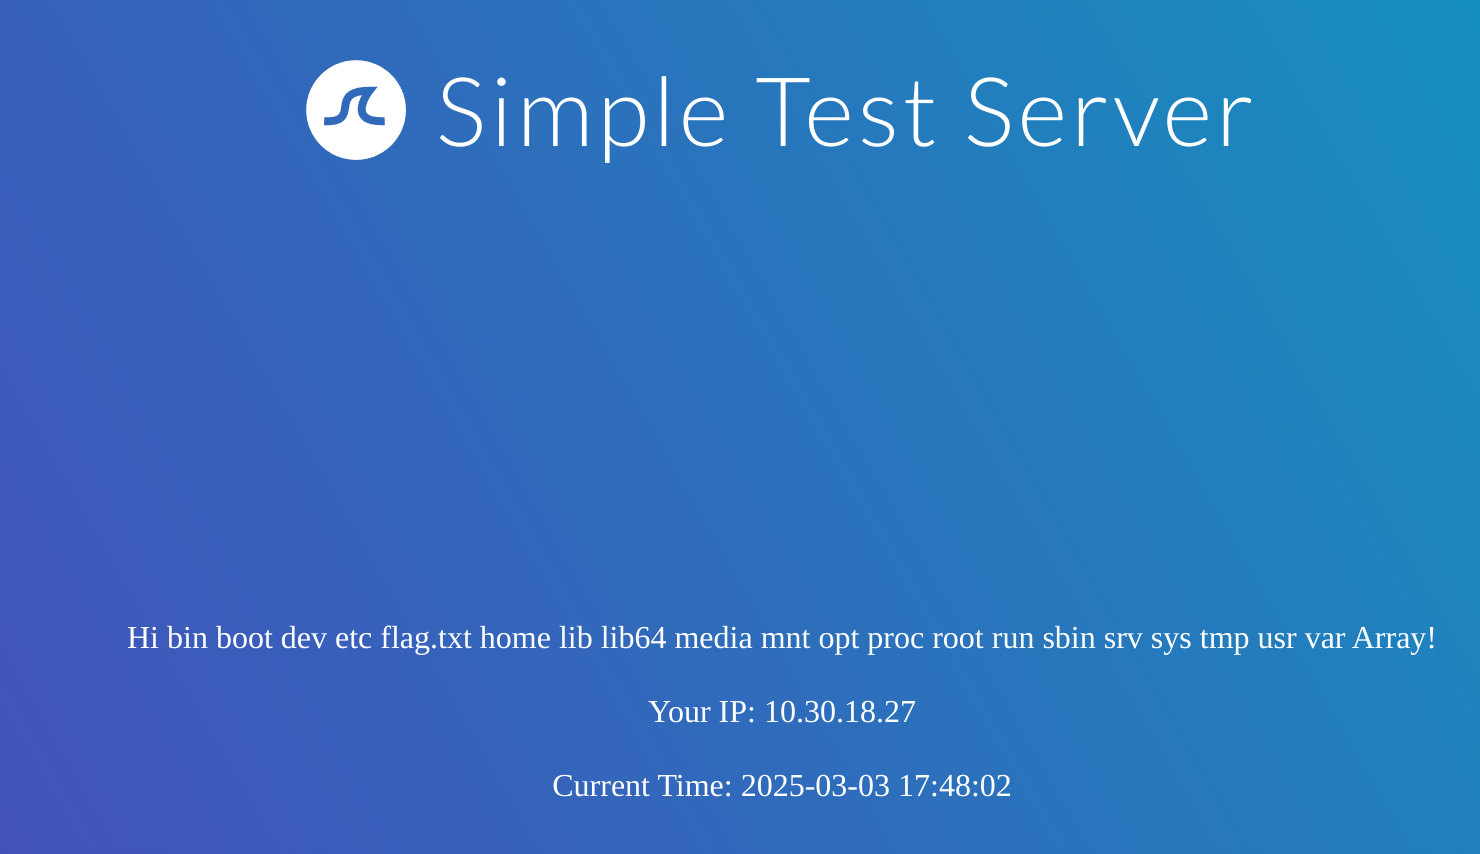 Simple Test Server
Hi bin boot dev etc flag.txt home lib lib64 media mnt opt proc root run sbin srv sys tmp usr var Array!
Your IP: 10.30.18.27
Current Time: 2025-03-03 17:48:02